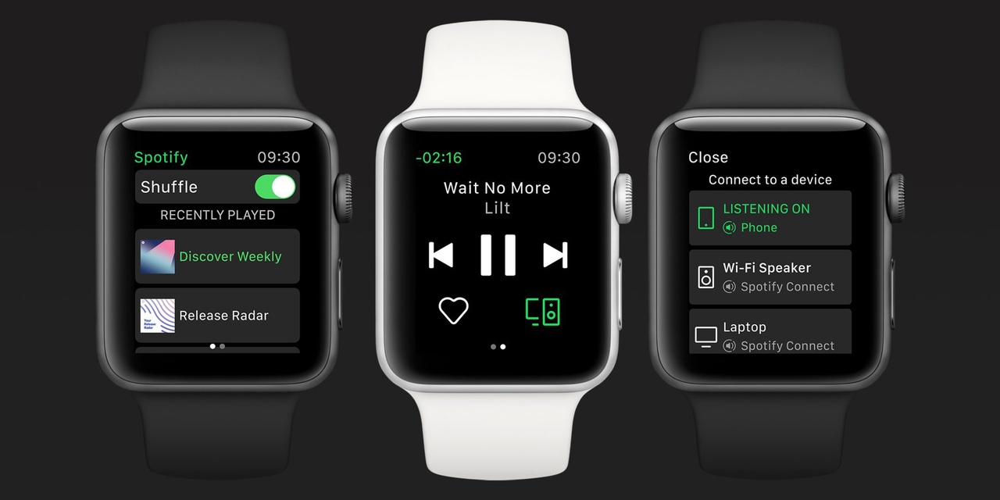 Spotify 09:30
Shuffle
RECENTLY PLAYED
Discover Weekly
Your
Release
Radar
Release Radar
-02:16 09:30
Wait No More
Lilt
Close
Connect to a device
LISTENING ON
Phone
Wi-Fi Speaker
Spotify Connect
Laptop
Spotify Connect